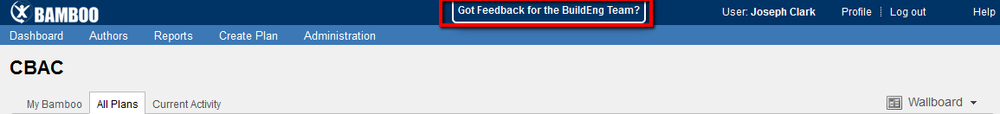 BAMBOO
Got Feedback for the BuildEng Team?
User: Joseph Clark
Profile
Log out
Help
Dashboard
Authors
Reports
Create Plan
Administration
CBAC
My Bamboo
All Plans
Current Activity
Wallboard